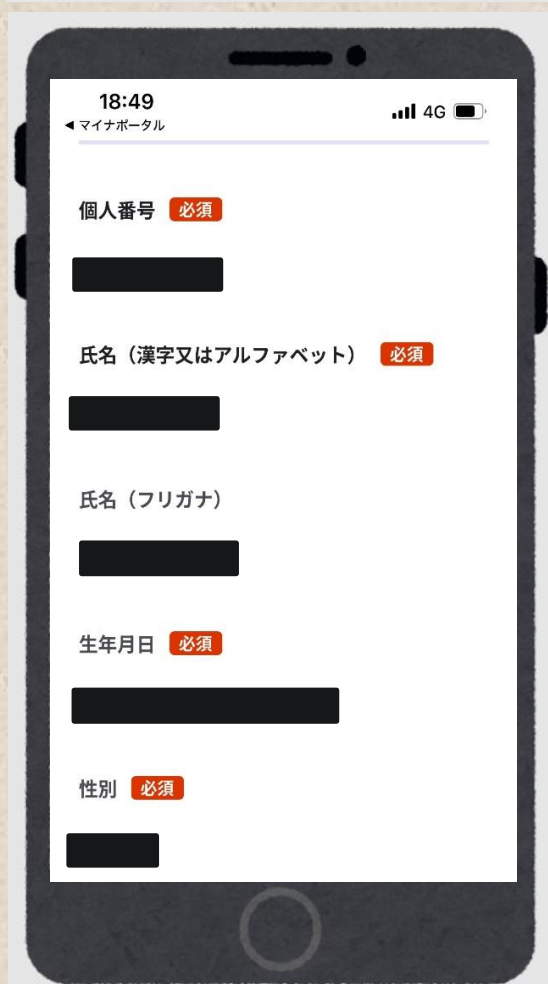 18:49
4G
◀ マイナポータル
個人番号 必須
氏名（漢字又はアルファベット） 必須
氏名（フリガナ）
生年月日 必須
性別 必須